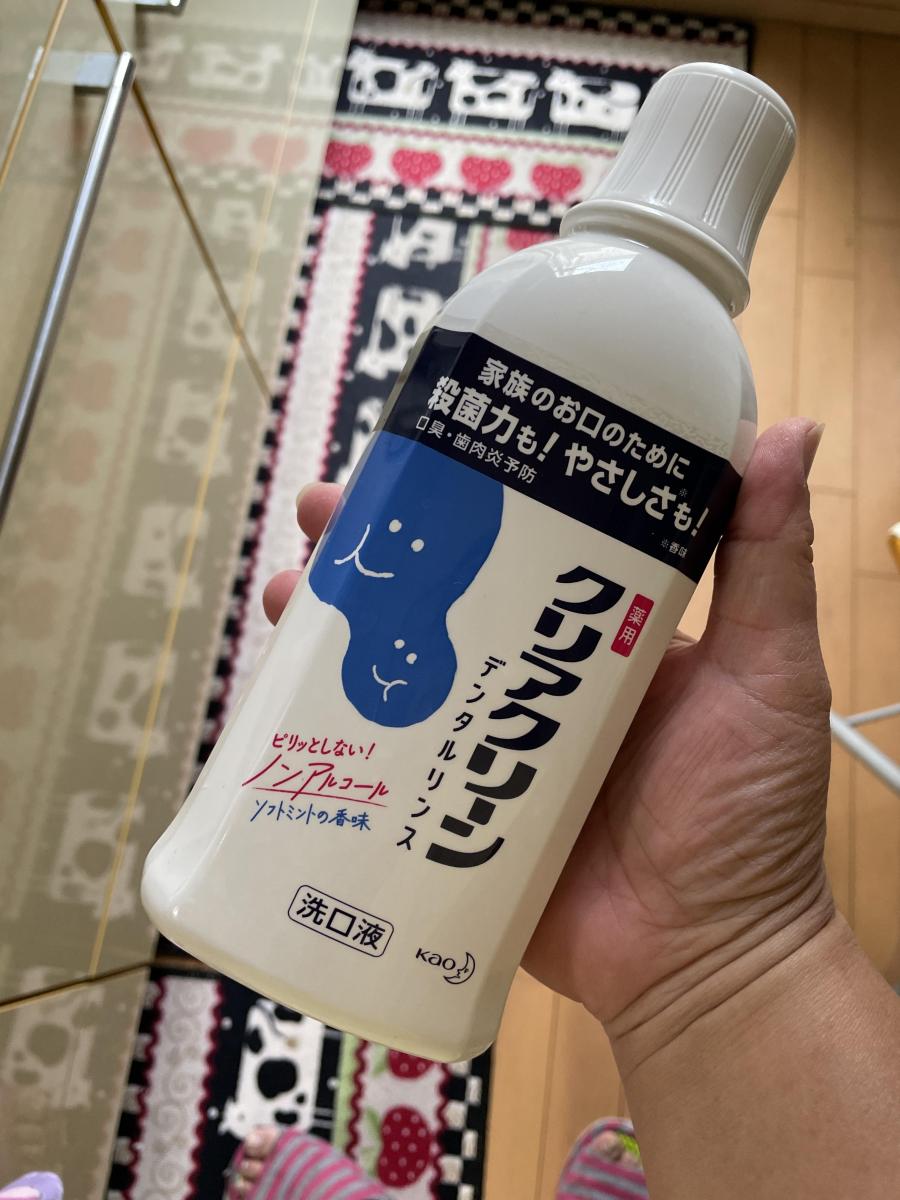 家族のお口のために
殺菌力も！やさしさ※も！
口臭・歯肉炎予防
※香味
薬用
クリアクリーン
デンタルリンス
ピリッとしない！
ノンアルコール
ソフトミントの香味
洗口液
Kao